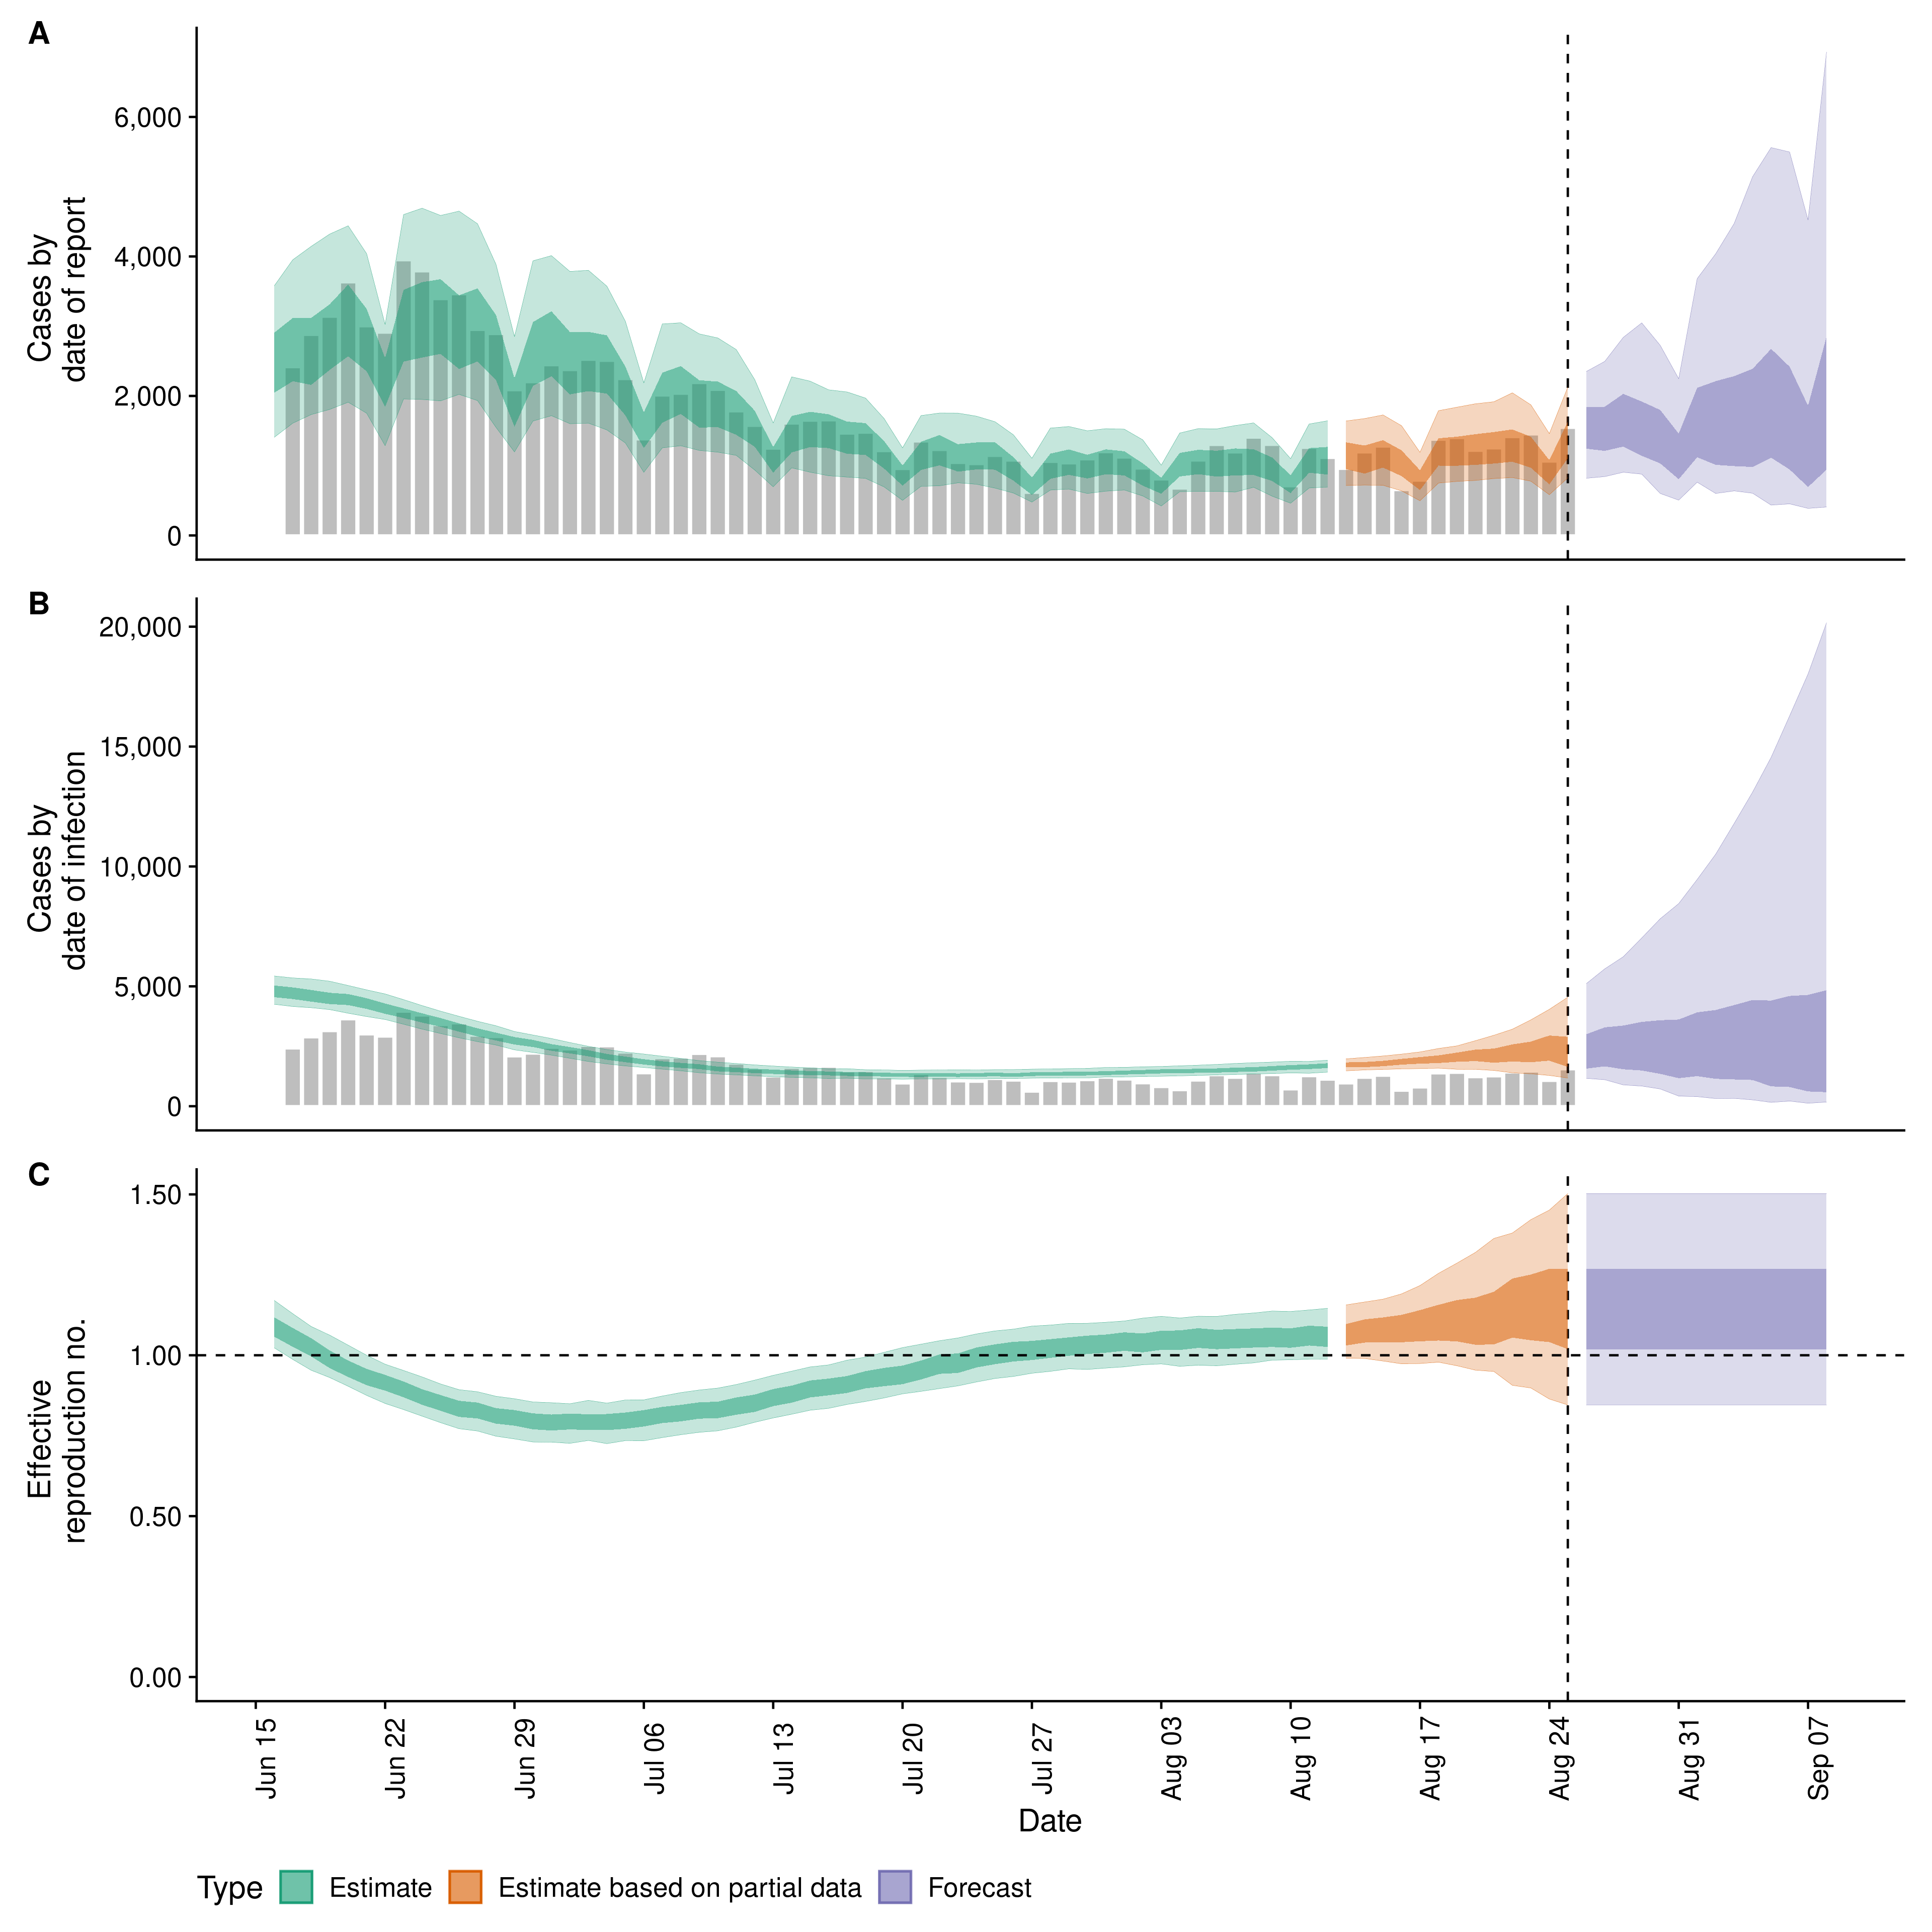 A
6,000
4,000
2,000
0
Cases by
date of report
B
20,000
15,000
10,000
5,000
0
Cases by
date of infection
C
1.50
1.00
0.50
0.00
Effective
reproduction no.
Jun 15
Jun 22
Jun 29
Jul 06
Jul 13
Jul 20
Jul 27
Aug 03
Aug 10
Aug 17
Aug 24
Aug 31
Sep 07
Date
Type Estimate Estimate based on partial data Forecast